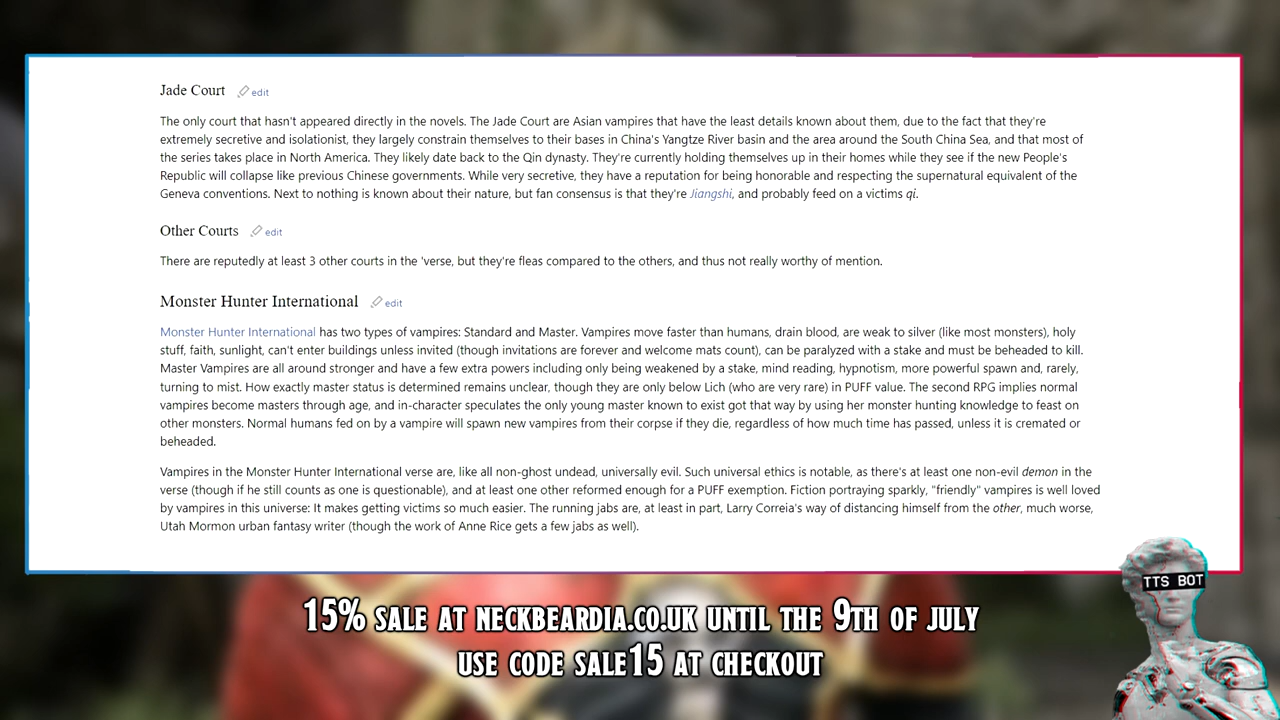 Jade Court edit
The only court that hasn't appeared directly in the novels. The Jade Court are Asian vampires that have the least details known about them, due to the fact that they're
extremely secretive and isolationist, they largely constrain themselves to their bases in China's Yangtze River basin and the area around the South China Sea, and that most of
the series takes place in North America. They likely date back to the Qin dynasty. They're currently holding themselves up in their homes while they see if the new People's
Republic will collapse like previous Chinese governments. While very secretive, they have a reputation for being honorable and respecting the supernatural equivalent of the
Geneva conventions. Next to nothing is known about their nature, but fan consensus is that they're Jiangshi, and probably feed on a victims qi.
Other Courts edit
There are reputedly at least 3 other courts in the 'verse, but they're fleas compared to the others, and thus not really worthy of mention.
Monster Hunter International edit
Monster Hunter International has two types of vampires: Standard and Master. Vampires move faster than humans, drain blood, are weak to silver (like most monsters), holy
stuff, faith, sunlight, can't enter buildings unless invited (though invitations are forever and welcome mats count), can be paralyzed with a stake and must be beheaded to kill.
Master Vampires are all around stronger and have a few extra powers including only being weakened by a stake, mind reading, hypnotism, more powerful spawn and, rarely,
turning to mist. How exactly master status is determined remains unclear, though they are only below Lich (who are very rare) in PUFF value. The second RPG implies normal
vampires become masters through age, and in-character speculates the only young master known to exist got that way by using her monster hunting knowledge to feast on
other monsters. Normal humans fed on by a vampire will spawn new vampires from their corpse if they die, regardless of how much time has passed, unless it is cremated or
beheaded.
Vampires in the Monster Hunter International verse are, like all non-ghost undead, universally evil. Such universal ethics is notable, as there's at least one non-evil demon in the
verse (though if he still counts as one is questionable), and at least one other reformed enough for a PUFF exemption. Fiction portraying sparkly, "friendly" vampires is well loved
by vampires in this universe: It makes getting victims so much easier. The running jabs are, at least in part, Larry Correia's way of distancing himself from the other, much worse,
Utah Mormon urban fantasy writer (though the work of Anne Rice gets a few jabs as well).
TTS BOT
15% SALE AT NECKBEARDIA.CO.UK UNTIL THE 9TH OF JULY
USE CODE SALE15 AT CHECKOUT